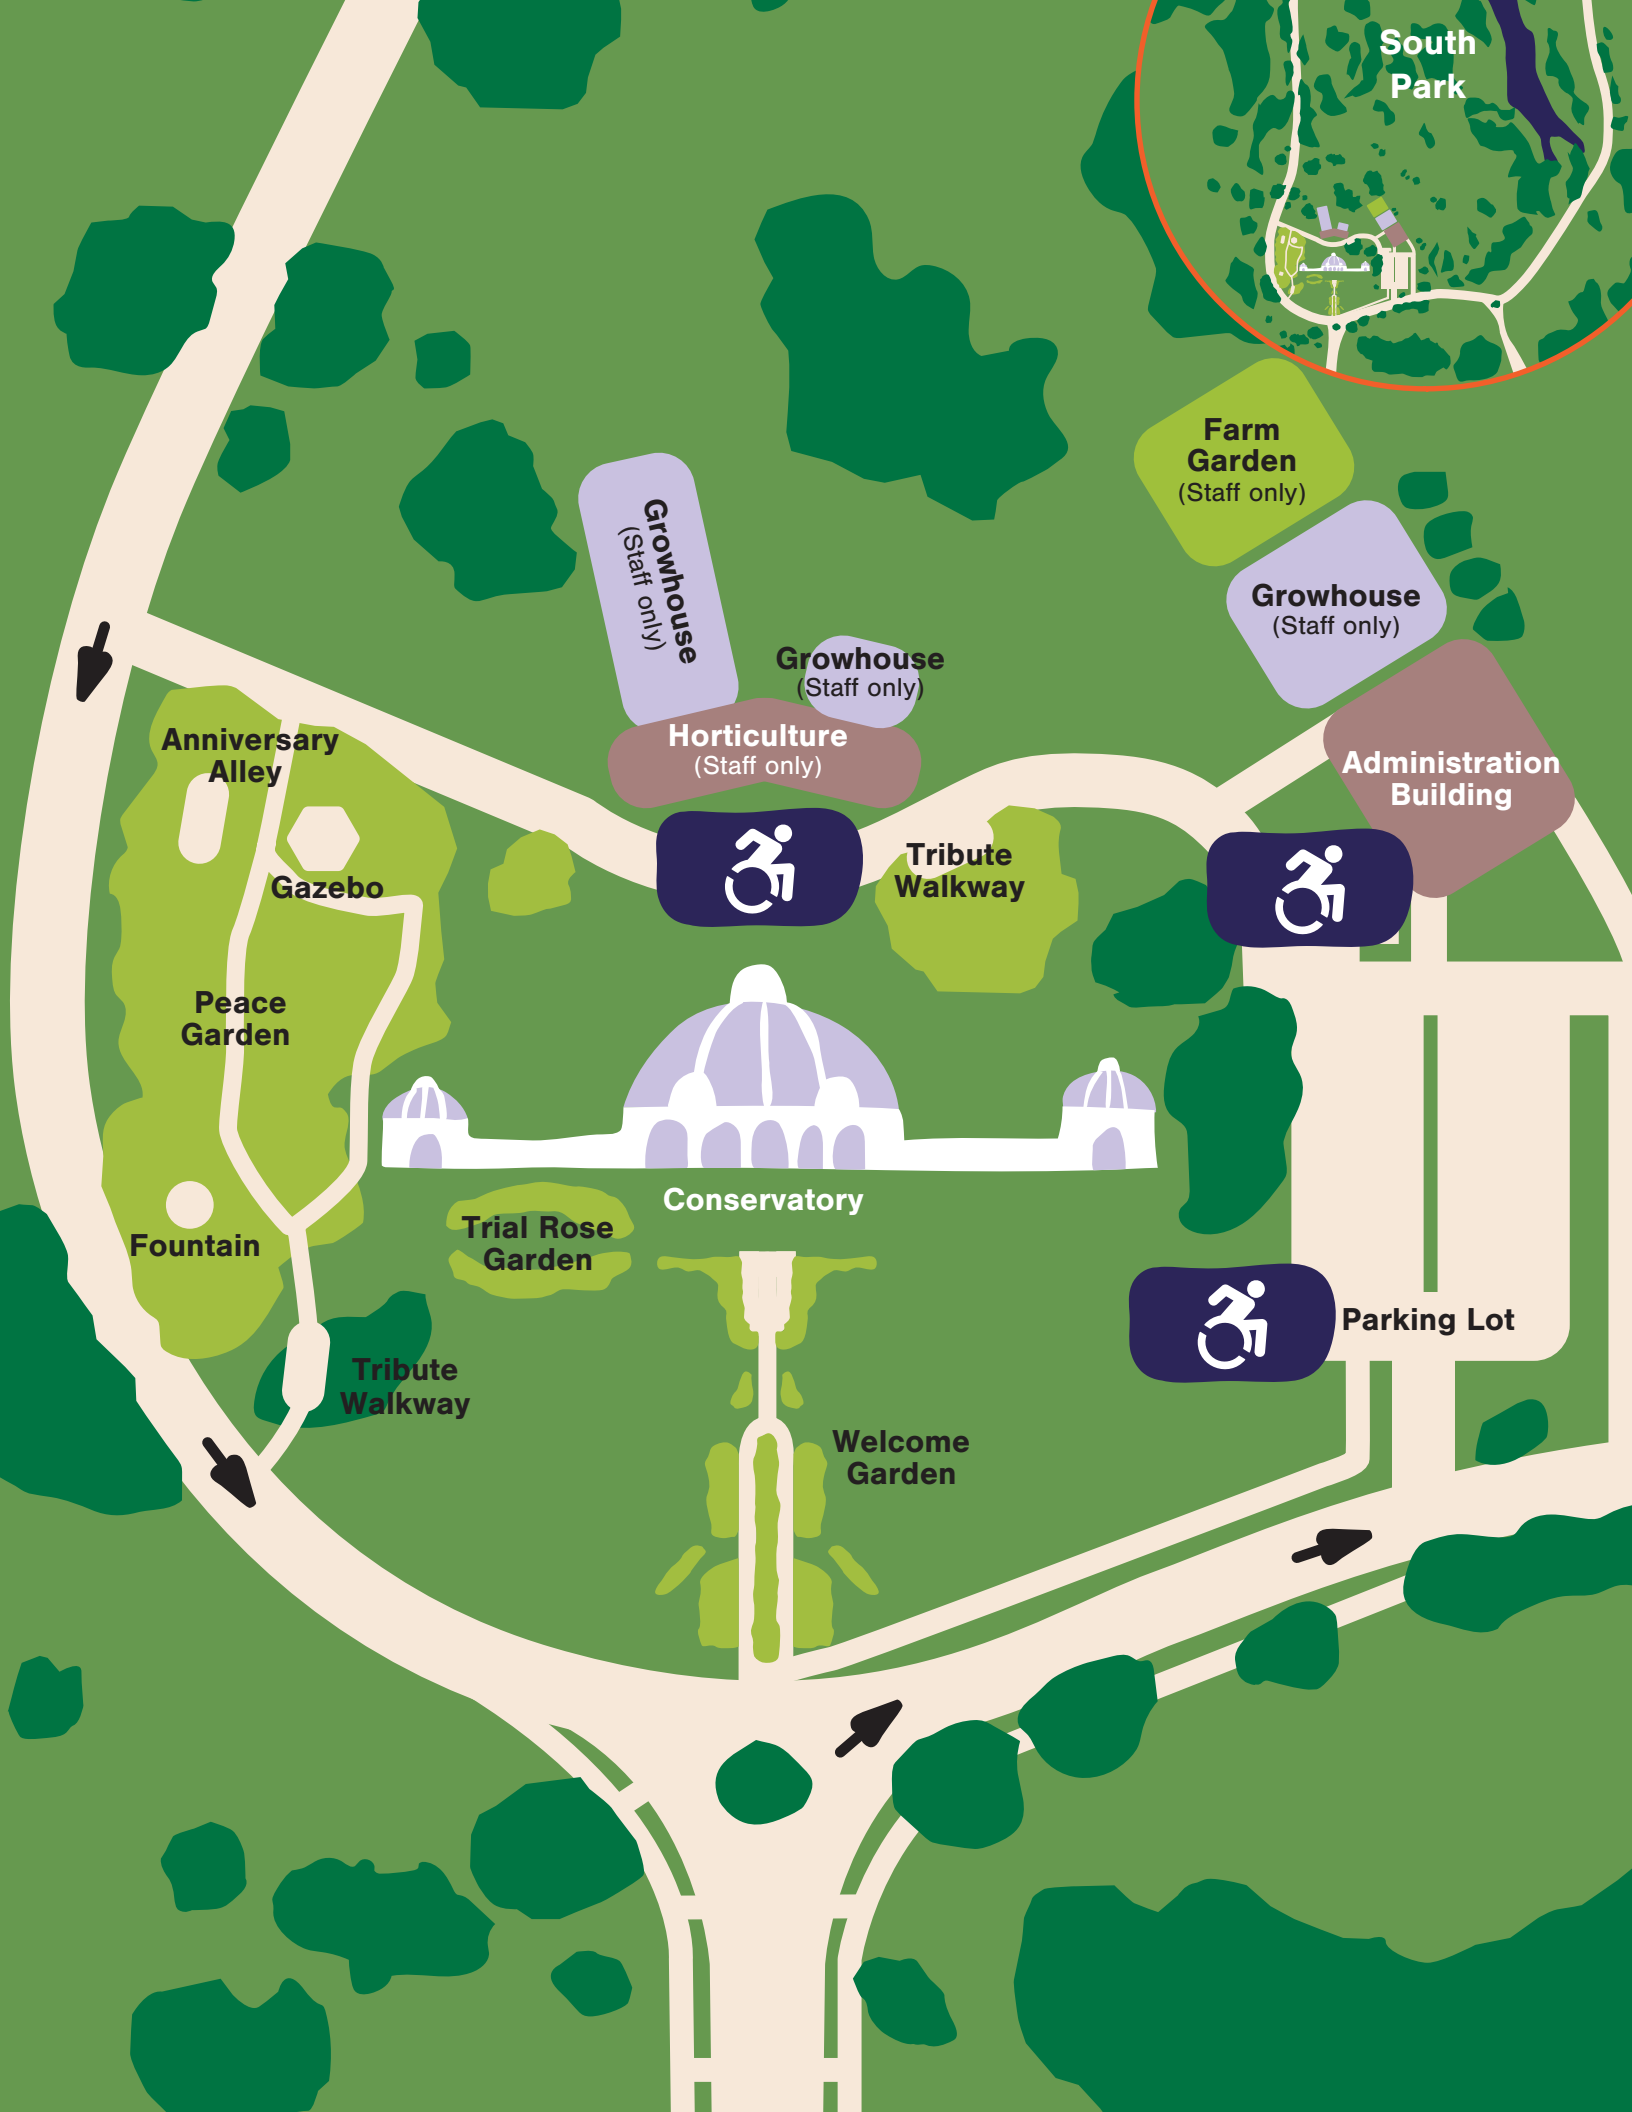 South
Park
Farm
Garden
(Staff only)
Growhouse
(Staff only)
Growhouse
(Staff only)
Growhouse
(Staff only)
Horticulture
(Staff only)
Administration
Building
Anniversary
Alley
Gazebo
Tribute
Walkway
Peace
Garden
Conservatory
Trial Rose
Garden
Fountain
Parking Lot
Tribute
Walkway
Welcome
Garden